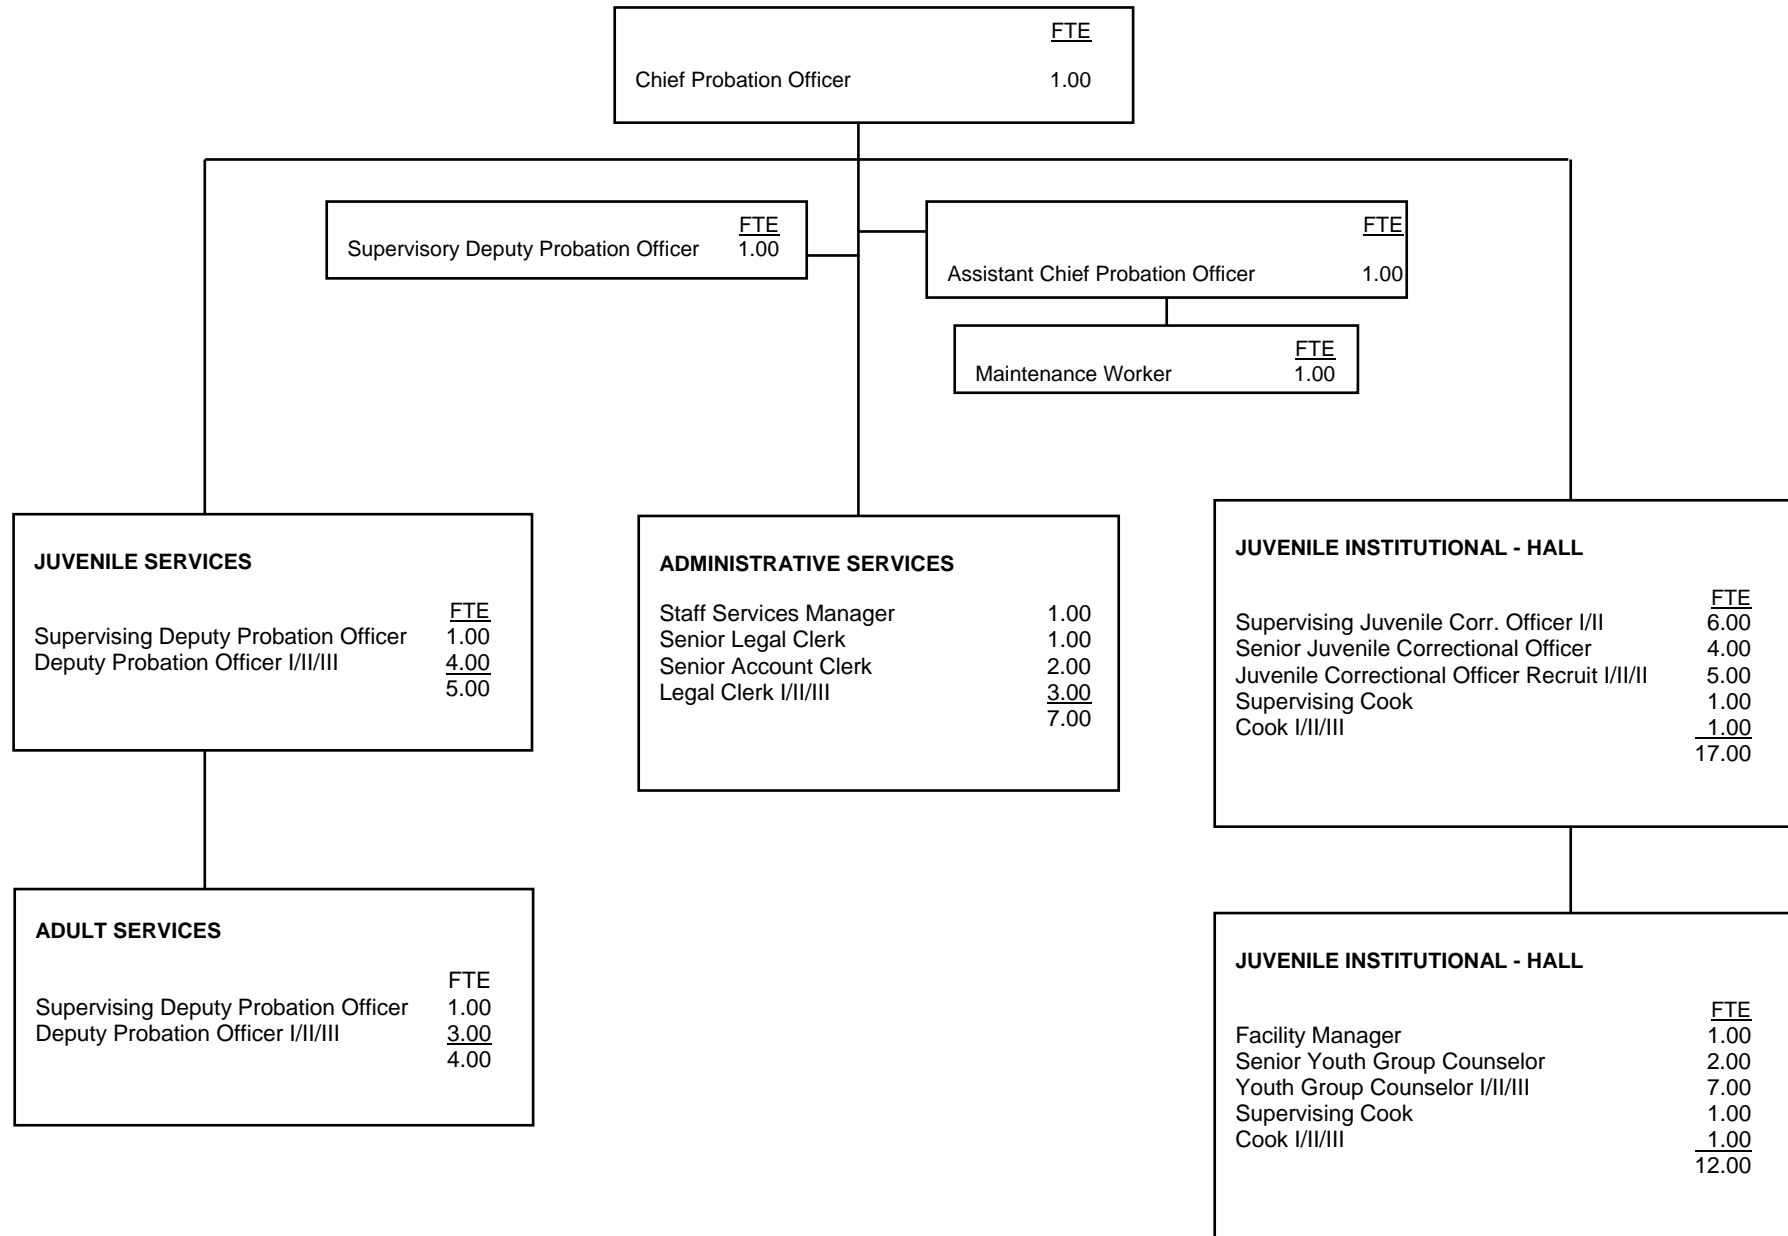 FTE
Chief Probation Officer 1.00
FTE
Supervisory Deputy Probation Officer 1.00
FTE
Assistant Chief Probation Officer 1.00
FTE
Maintenance Worker 1.00
JUVENILE SERVICES
FTE
Supervising Deputy Probation Officer 1.00
Deputy Probation Officer I/II/III 4.00
5.00
ADMINISTRATIVE SERVICES
Staff Services Manager 1.00
Senior Legal Clerk 1.00
Senior Account Clerk 2.00
Legal Clerk I/II/III 3.00
7.00
JUVENILE INSTITUTIONAL - HALL
FTE
Supervising Juvenile Corr. Officer I/II 6.00
Senior Juvenile Correctional Officer 4.00
Juvenile Correctional Officer Recruit I/II/II 5.00
Supervising Cook 1.00
Cook I/II/III 1.00
17.00
ADULT SERVICES
FTE
Supervising Deputy Probation Officer 1.00
Deputy Probation Officer I/II/III 3.00
4.00
JUVENILE INSTITUTIONAL - HALL
FTE
Facility Manager 1.00
Senior Youth Group Counselor 2.00
Youth Group Counselor I/II/III 7.00
Supervising Cook 1.00
Cook I/II/III 1.00
12.00